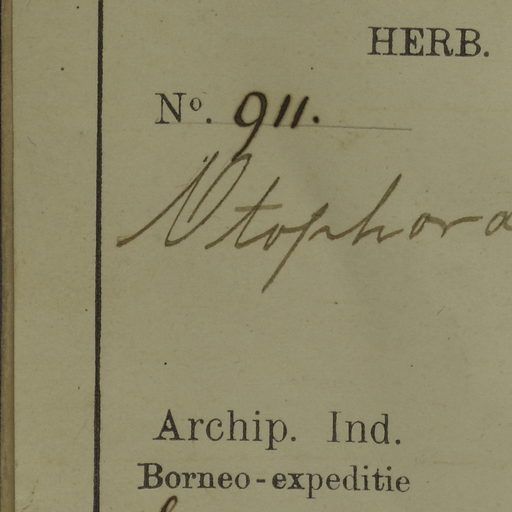 HERB.
Nº. 911.
Otophora
Archip. Ind.
Borneo-expeditie